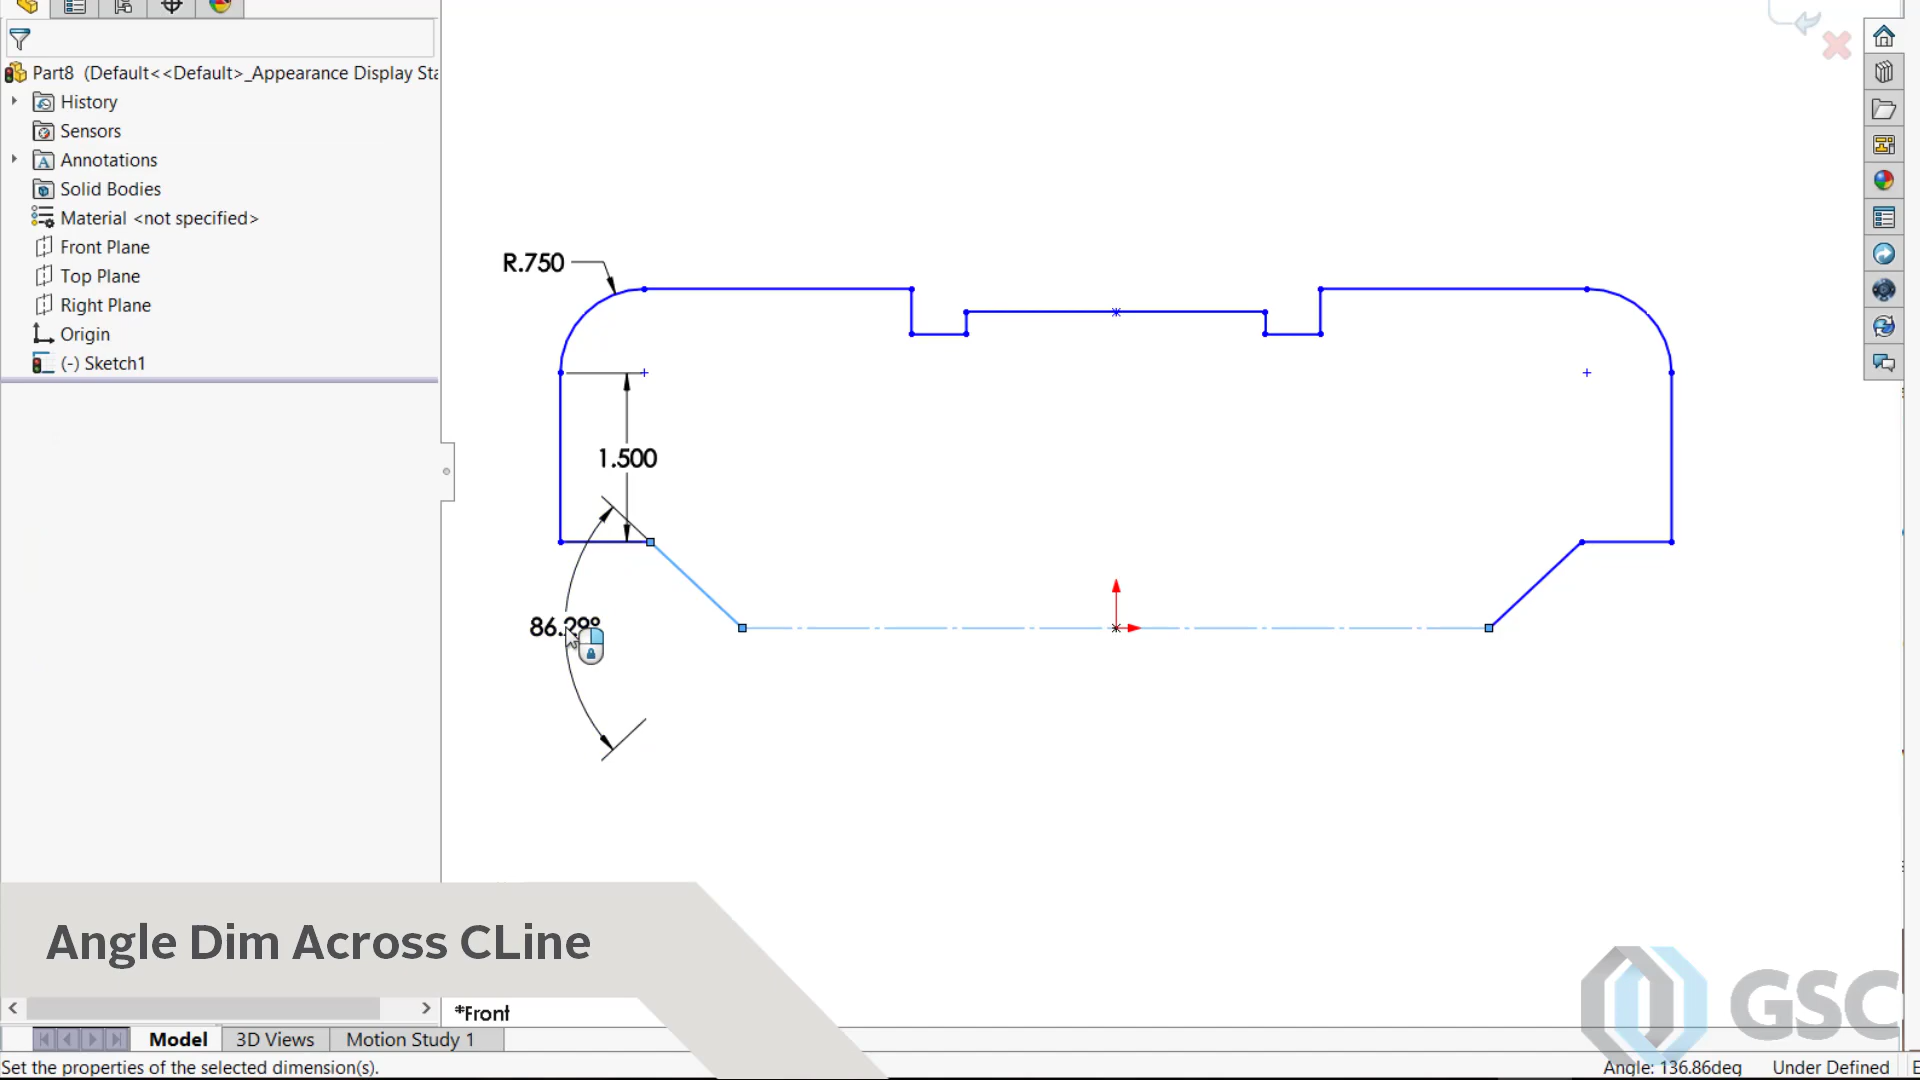 Part8 (Default<<Default>_Appearance Display Sta
History
Sensors
Annotations
Solid Bodies
Material <not specified>
Front Plane
Top Plane
Right Plane
Origin
(-) Sketch1
R.750
1.500
Angle Dim Across CLine
*Front
GSC
Model
3D Views
Motion Study 1
Set the properties of the selected dimension(s).
Angle: 136.86deg
Under Defined